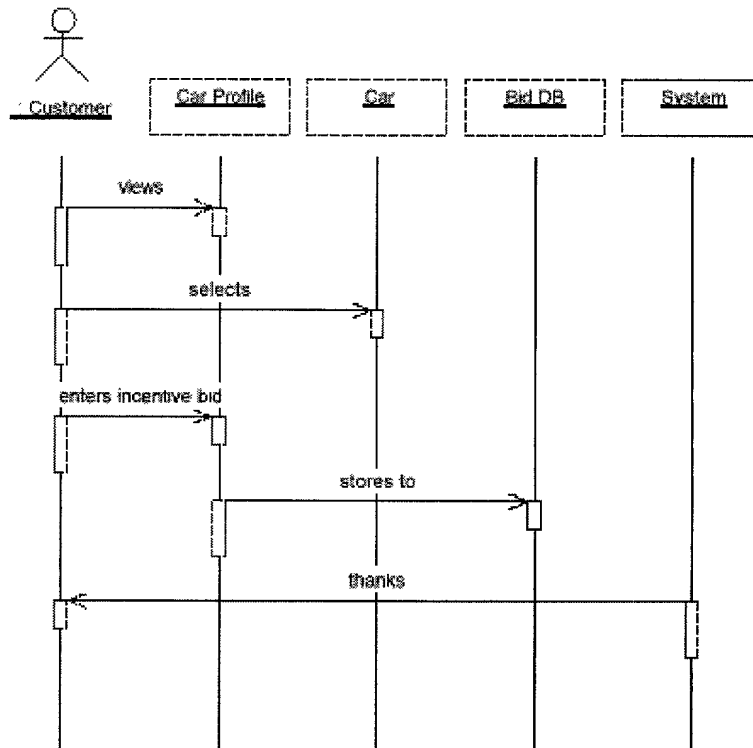 Customer
Car Profile
Car
Bid DB
System
views
selects
enters incentive bid
stores to
thanks